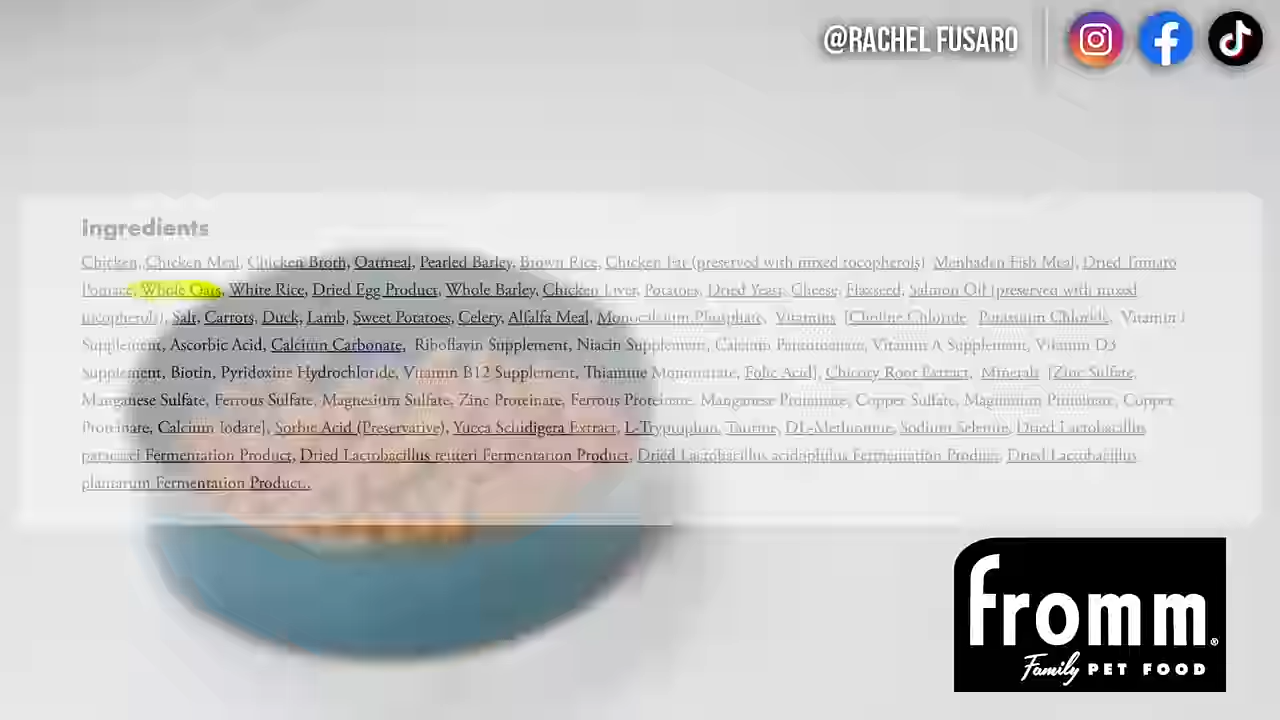 @RACHEL FUSARO
Ingredients
Chicken, Chicken Meal, Chicken Broth, Oatmeal, Pearled Barley, Brown Rice, Chicken Fat (preserved with mixed tocopherols) Menhaden Fish Meal, Dried Tomato
Pomace, Whole Oats, White Rice, Dried Egg Product, Whole Barley, Chicken Liver, Potatoes, Dried Yeast, Cheese, Flaxseed, Salmon Oil (preserved with mixed
tocopherols), Salt, Carrots, Duck, Lamb, Sweet Potatoes, Celery, Alfalfa Meal, Monocalcium Phosphate, Vitamins [Choline Chloride, Potassium Chloride, Vitamin
Supplement, Ascorbic Acid, Calcium Carbonate, Riboflavin Supplement, Niacin Supplement, Calcium Pantothenate, Vitamin A Supplement, Vitamin D3
Supplement, Biotin, Pyridoxine Hydrochloride, Vitamin B12 Supplement, Thiamine Mononitrate, Folic Acid], Chicory Root Extract, Minerals [Zinc Sulfate,
Manganese Sulfate, Ferrous Sulfate, Magnesium Sulfate, Zinc Proteinate, Ferrous Proteinate, Manganese Proteinate, Copper Sulfate, Magnesium Proteinate, Copper
Proteinate, Calcium Iodate], Sorbic Acid (Preservative), Yucca Schidigera Extract, L-Tryptophan, Taurine, DL-Methionine, Sodium Selenite, Dried Lactobacillus
paracasei Fermentation Product, Dried Lactobacillus reuteri Fermentation Product, Dried Lactobacillus acidophilus Fermentation Product, Dried Lactobacillus
plantarum Fermentation Product..
fromm®
Family PET FOOD